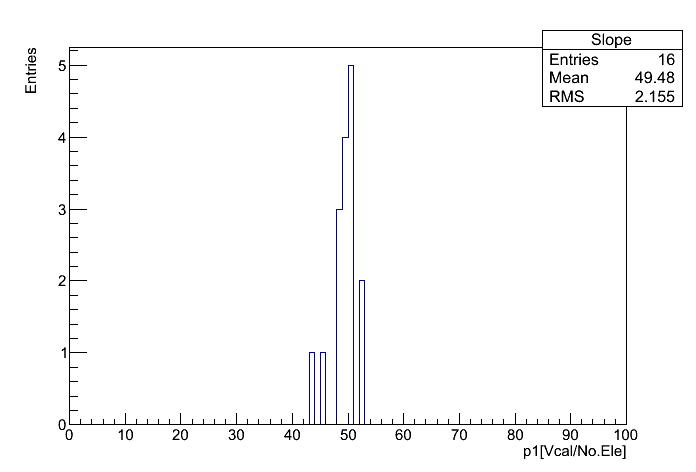 Slope
Entries 16
Mean 49.48
RMS 2.155
Entries
5
4
3
2
1
0
0 10 20 30 40 50 60 70 80 90 100
p1[Vcal/No.Ele]